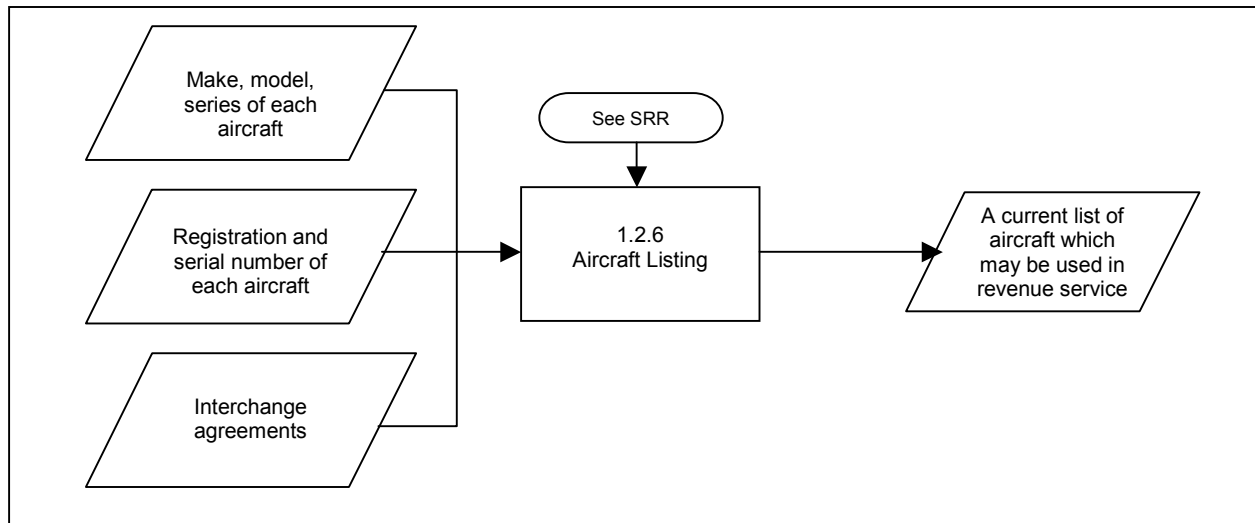 Make, model,
series of each
aircraft
See SRR
Registration and
serial number of
each aircraft
1.2.6
Aircraft Listing
A current list of
aircraft which
may be used in
revenue service
Interchange
agreements